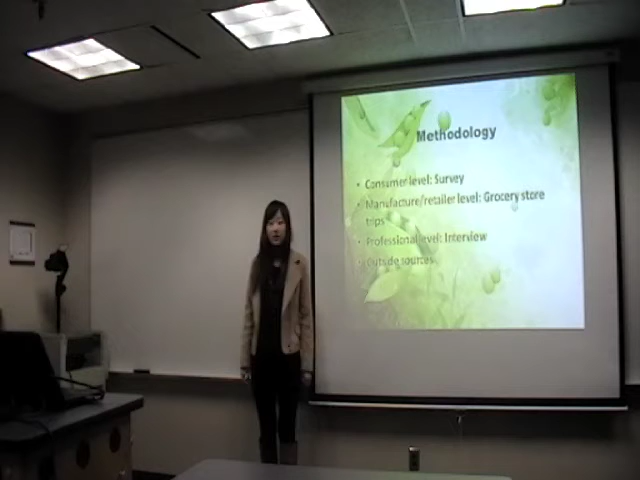 Methodology
• Consumer level: Survey
• Manufacture/retailer level: Grocery store
trips
• Professional level: Interview
• Outside sources